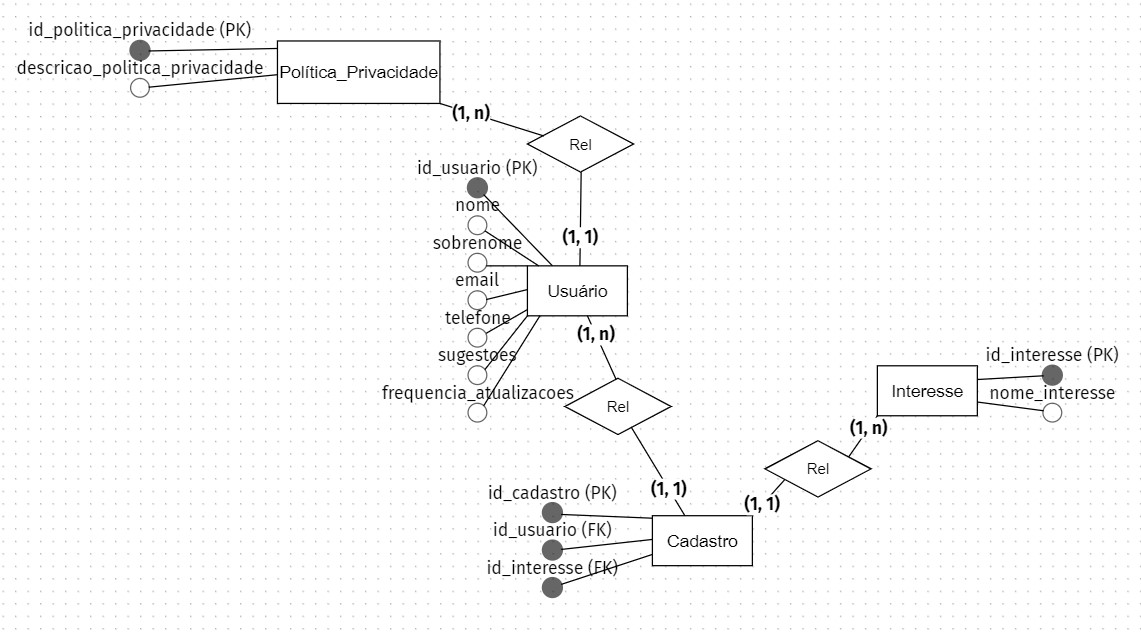 id_politica_privacidade (PK)
descricao_politica_privacidade
Política_Privacidade
(1, n)
Rel
id_usuario (PK)
nome
(1, 1)
sobrenome
email
Usuário
telefone
(1, n)
sugestoes
frequencia_atualizacoes
Rel
id_interesse (PK)
Interesse
nome_interesse
(1, n)
Rel
(1, 1)
(1, 1)
id_cadastro (PK)
id_usuario (FK)
Cadastro
id_interesse (FK)